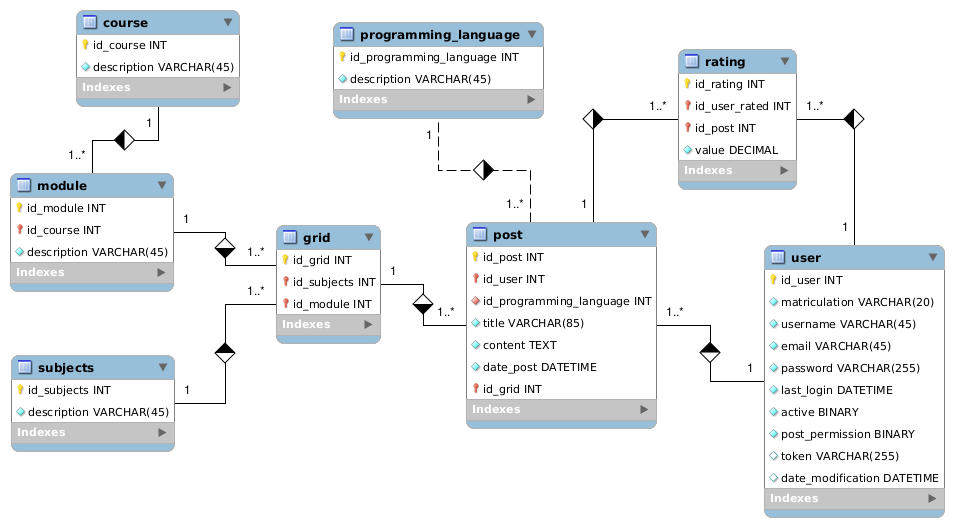 course
id_course INT
description VARCHAR(45)
Indexes
programming_language
id_programming_language INT
description VARCHAR(45)
Indexes
rating
id_rating INT
id_user_rated INT
id_post INT
value DECIMAL
Indexes
1
1..*
1
1..*
1..*
1..*
1
1
module
id_module INT
id_course INT
description VARCHAR(45)
Indexes
1
1..*
grid
id_grid INT
id_subjects INT
id_module INT
Indexes
1
1..*
1..*
1
subjects
id_subjects INT
description VARCHAR(45)
Indexes
post
id_post INT
id_user INT
id_programming_language INT
title VARCHAR(85)
content TEXT
date_post DATETIME
id_grid INT
Indexes
1..*
1
user
id_user INT
matriculation VARCHAR(20)
username VARCHAR(45)
email VARCHAR(45)
password VARCHAR(255)
last_login DATETIME
active BINARY
post_permission BINARY
token VARCHAR(255)
date_modification DATETIME
Indexes